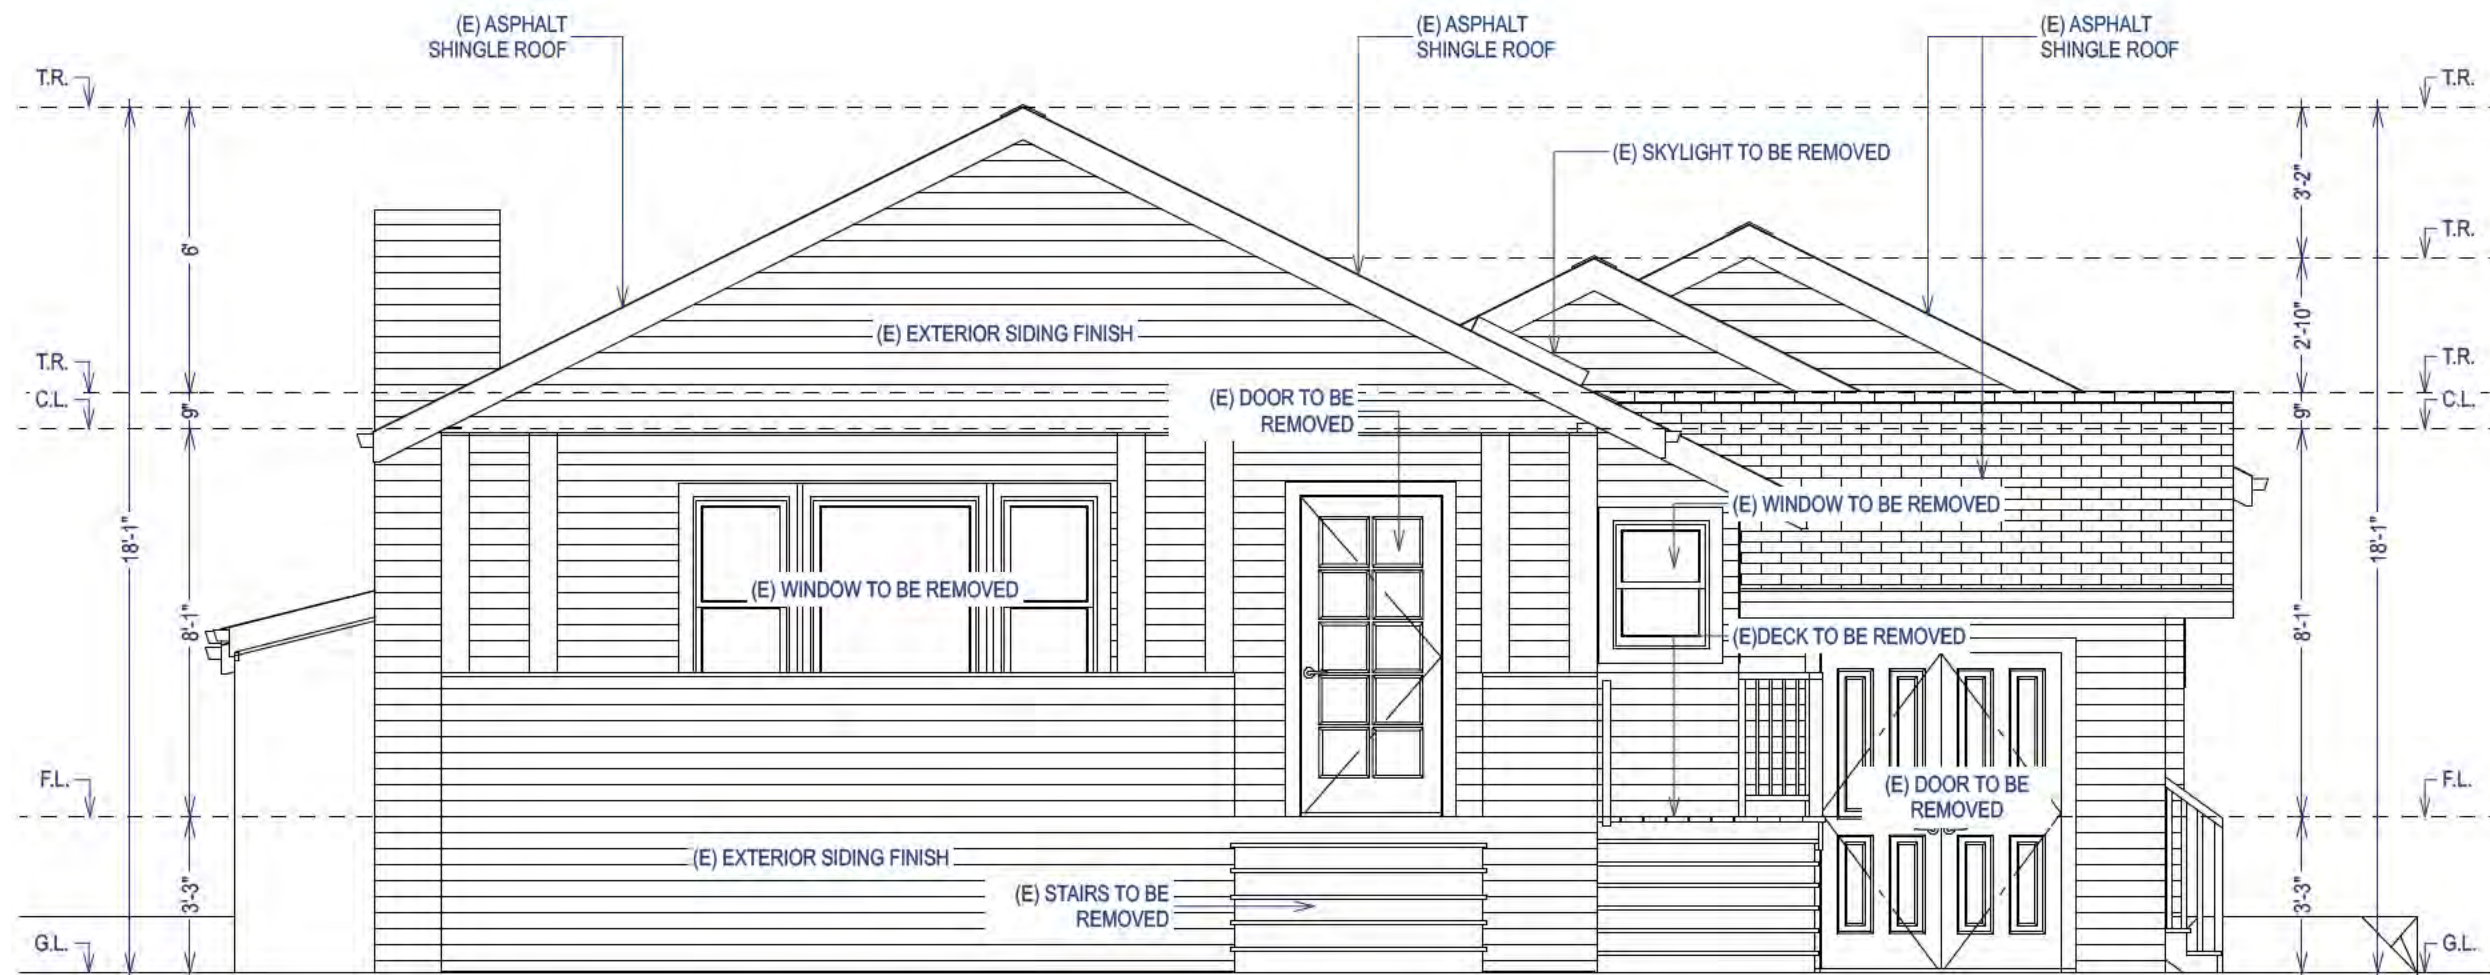 (E) ASPHALT
SHINGLE ROOF
(E) ASPHALT
SHINGLE ROOF
(E) ASPHALT
SHINGLE ROOF
T.R.
T.R.
(E) SKYLIGHT TO BE REMOVED
3'-2"
T.R.
6'
(E) EXTERIOR SIDING FINISH
2'-10"
T.R.
T.R.
C.L.
C.L.
9"
9"
(E) DOOR TO BE
REMOVED
(E) WINDOW TO BE REMOVED
18'-1"
18'-1"
(E) WINDOW TO BE REMOVED
8'-1"
8'-1"
(E)DECK TO BE REMOVED
F.L.
F.L.
(E) DOOR TO BE
REMOVED
(E) EXTERIOR SIDING FINISH
(E) STAIRS TO BE
REMOVED
3'-3"
3'-3"
G.L.
G.L.